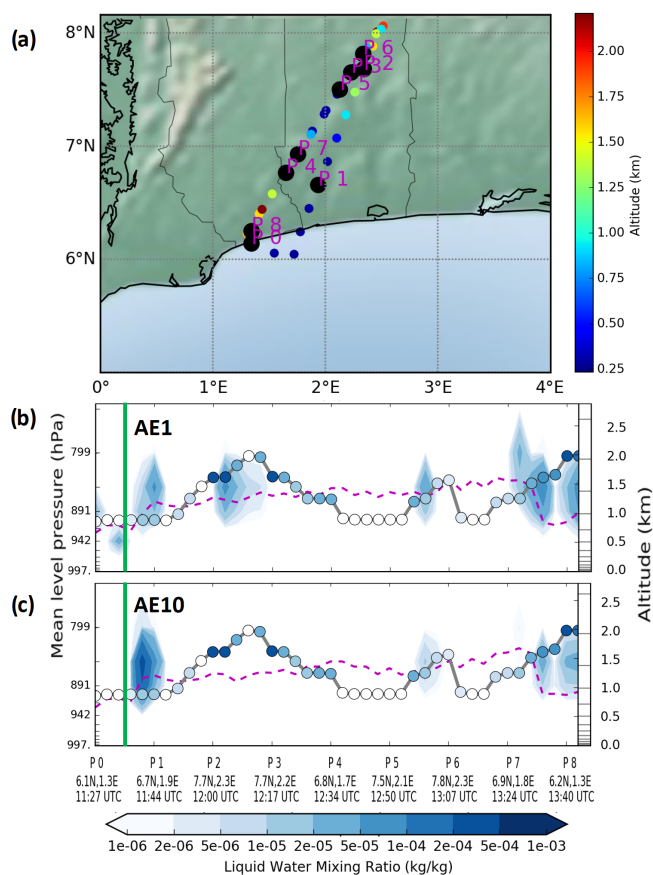 (a)
8°N
7°N
6°N
0°
1°E
2°E
3°E
4°E
P 6
P 2
P 3
P 5
P 7
P 4
P 1
P 8
P 0
2.00
1.75
1.50
1.25
1.00
0.75
0.50
0.25
Altitude (km)
(b)
AE1
799
891
942
997.
2.5
2.0
1.5
1.0
0.5
0.0
(c)
AE10
799
891
942
997.
2.5
2.0
1.5
1.0
0.5
0.0
Mean level pressure (hPa)
Altitude (km)
P 0 P 1 P 2 P 3 P 4 P 5 P 6 P 7 P 8
6.1N,1.3E 6.7N,1.9E 7.7N,2.3E 7.7N,2.2E 6.8N,1.7E 7.5N,2.1E 7.8N,2.3E 6.9N,1.8E 6.2N,1.3E
11:27 UTC 11:44 UTC 12:00 UTC 12:17 UTC 12:34 UTC 12:50 UTC 13:07 UTC 13:24 UTC 13:40 UTC
1e-06 2e-06 5e-06 1e-05 2e-05 5e-05 1e-04 2e-04 5e-04 1e-03
Liquid Water Mixing Ratio (kg/kg)